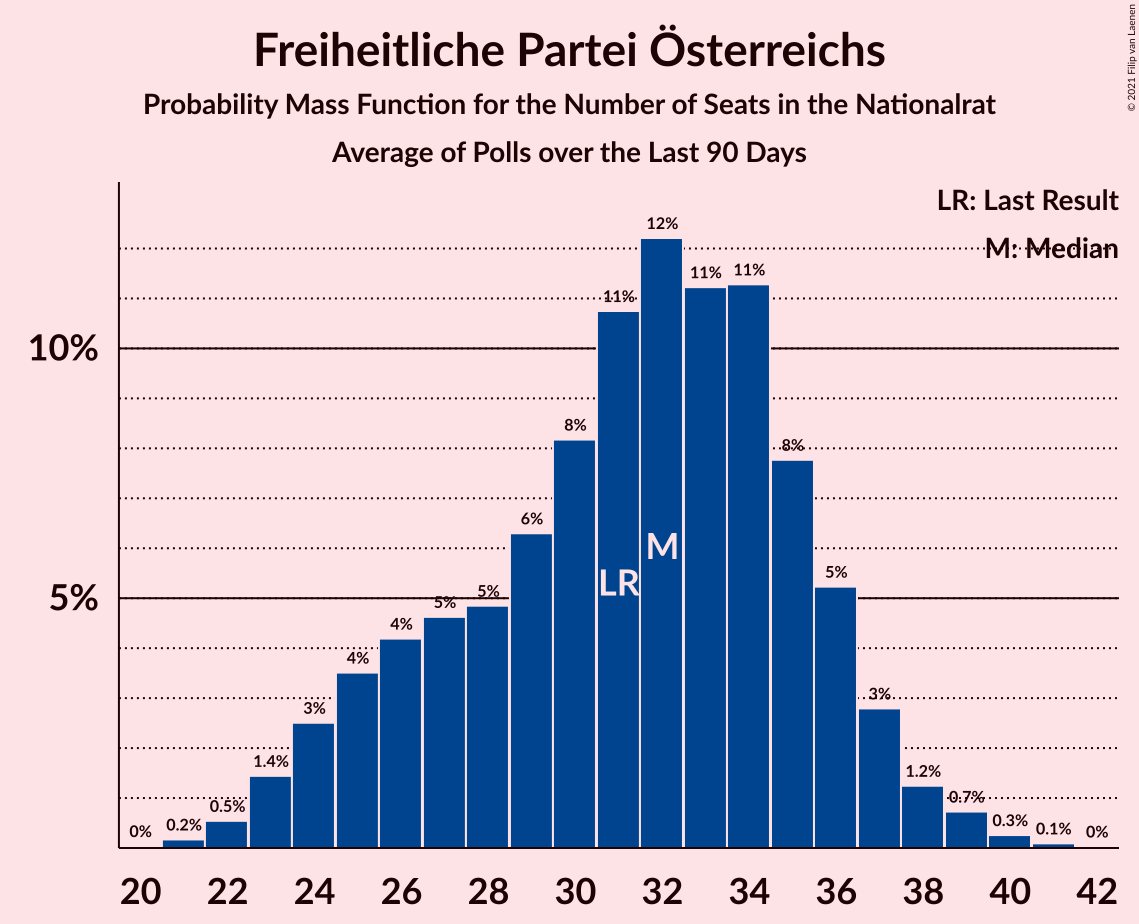 Freiheitliche Partei Österreichs
Probability Mass Function for the Number of Seats in the Nationalrat
Average of Polls over the Last 90 Days
© 2021 Filip van Laenen
LR: Last Result
M: Median
10%
5%
0%
0.2%
0.5%
1.4%
3%
4%
4%
5%
5%
6%
8%
11%
12%
11%
11%
8%
5%
3%
1.2%
0.7%
0.3%
0.1%
0%
LR
M
20 22 24 26 28 30 32 34 36 38 40 42